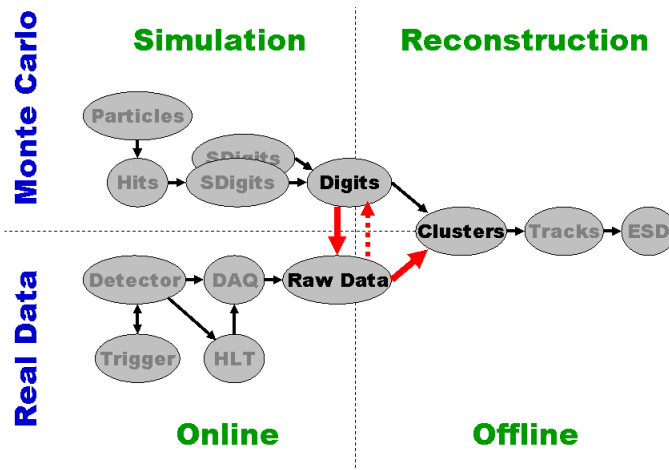 Simulation
Reconstruction
Monte Carlo
Particles
SDigits
Hits
SDigits
Digits
Clusters
Tracks
ESD
Real Data
Detector
DAQ
Raw Data
Trigger
HLT
Online
Offline